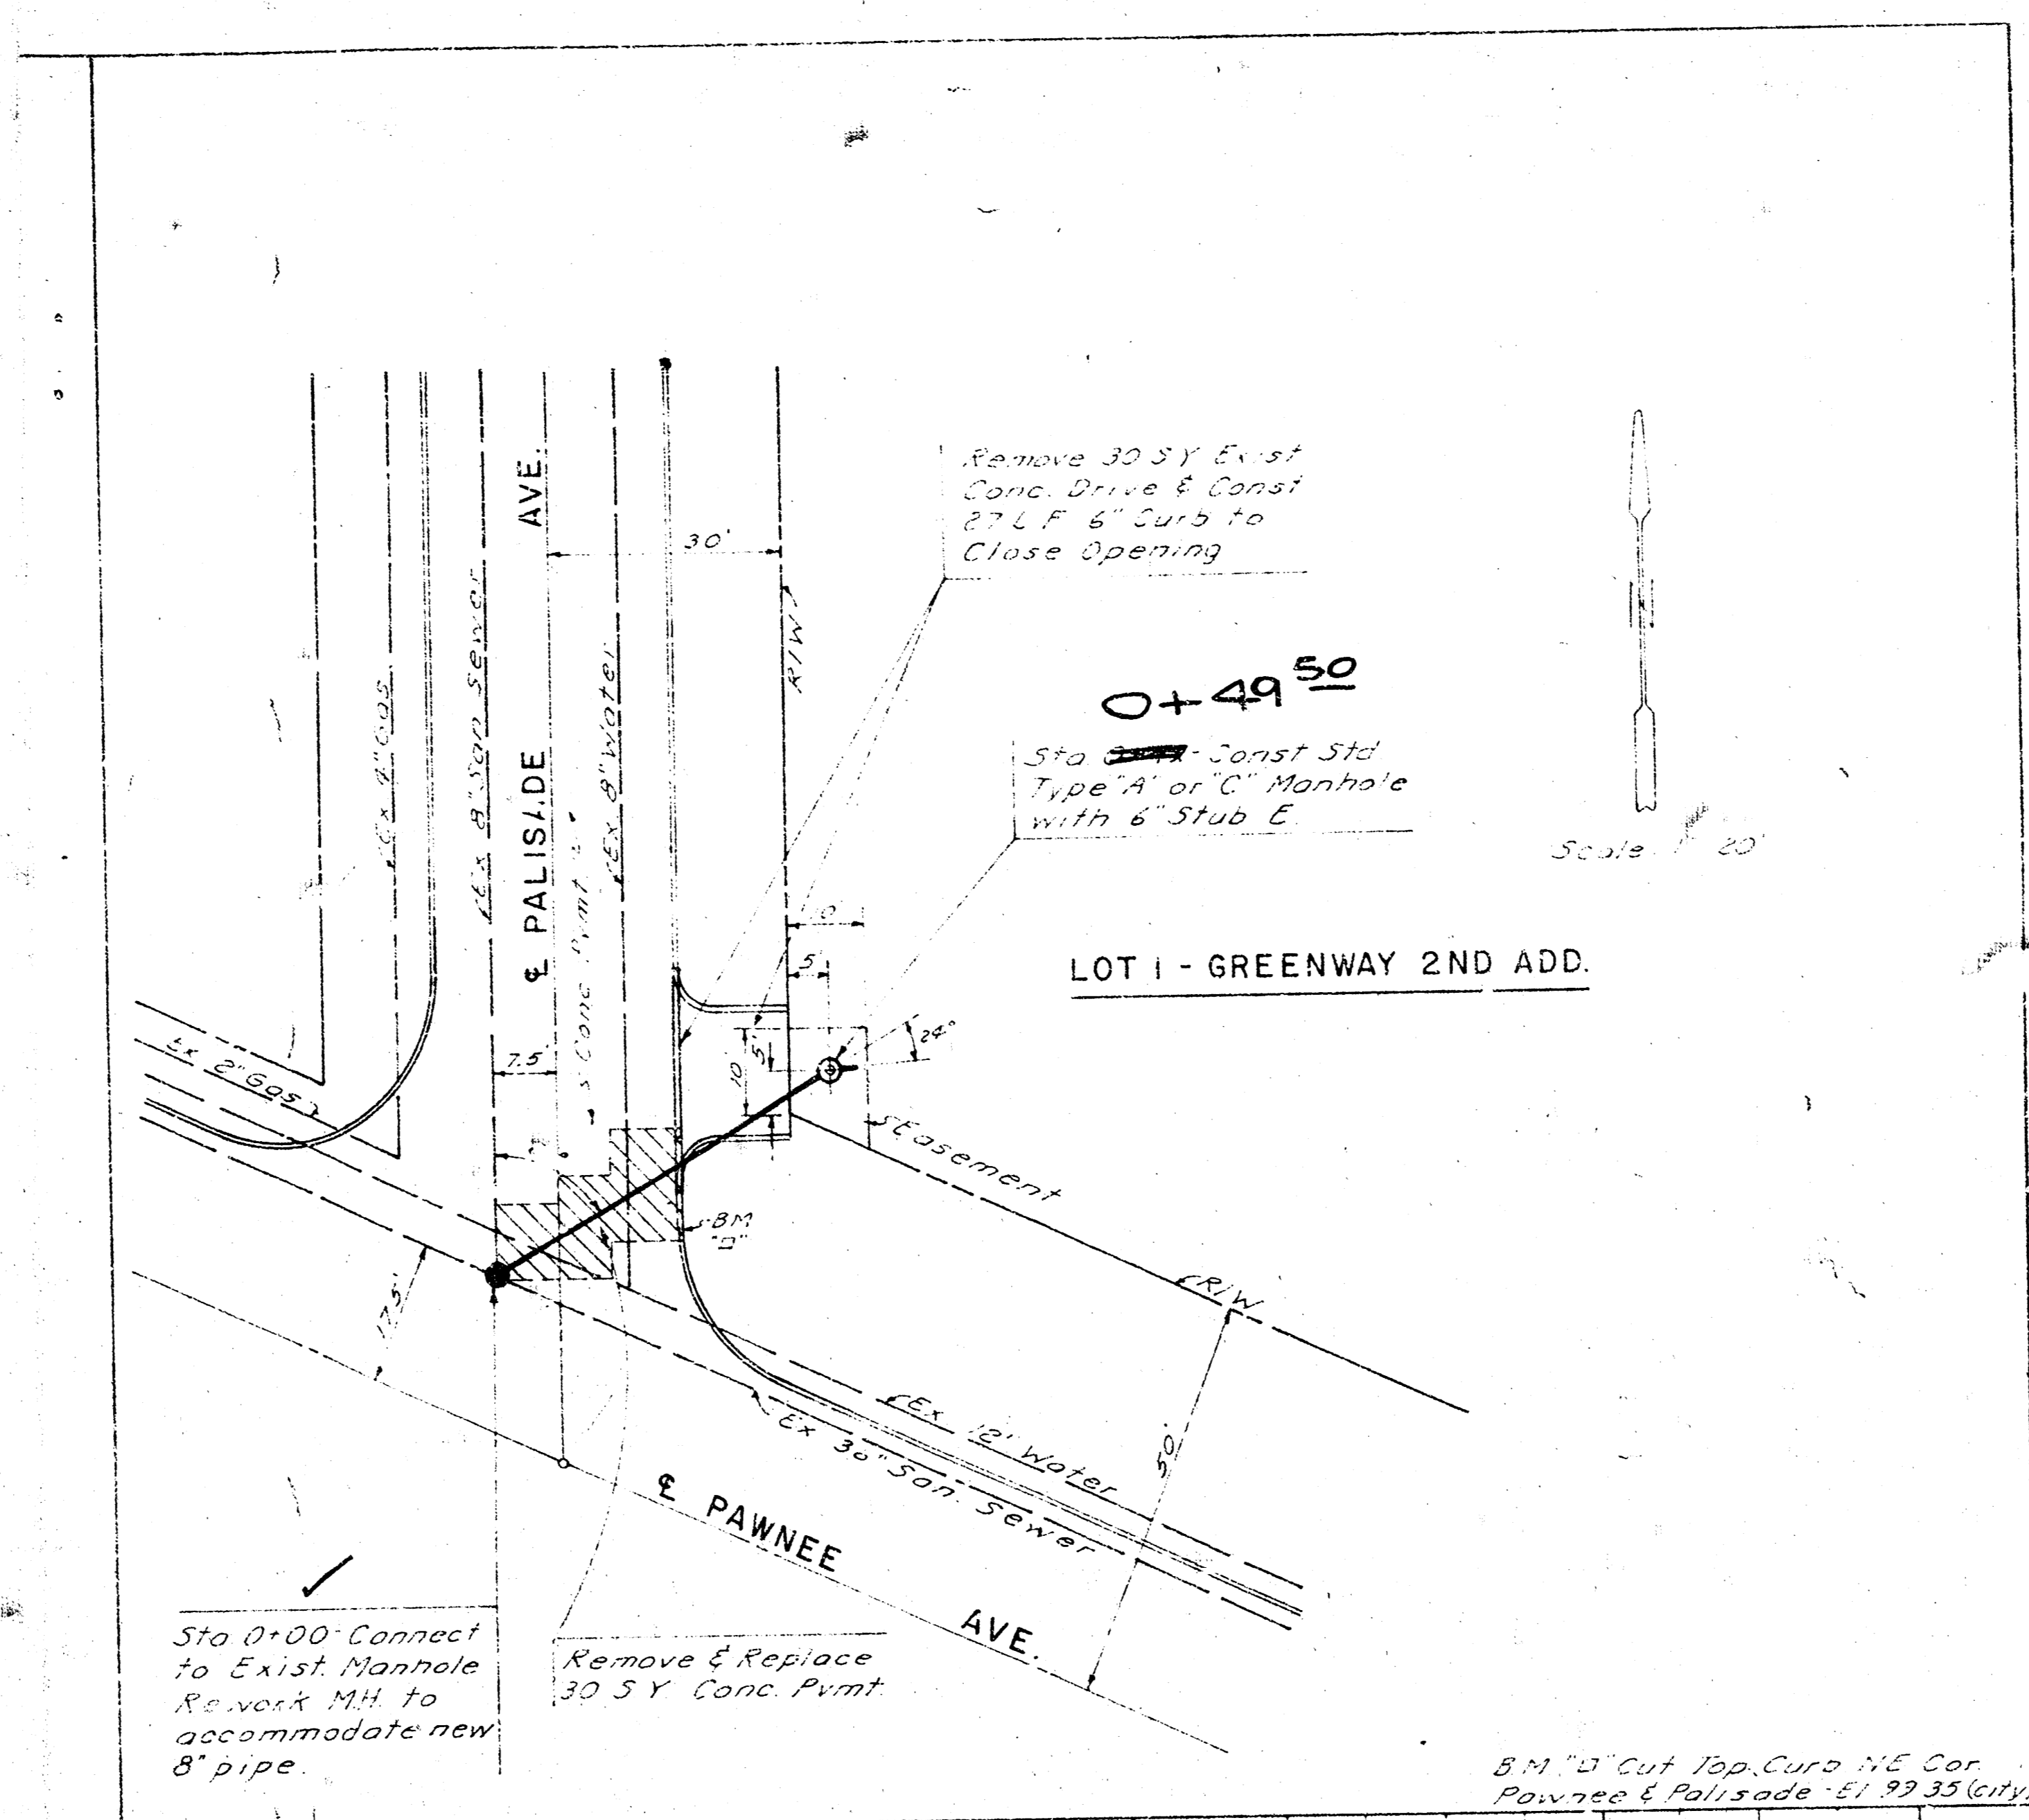 Remove 30 S Y Exist
Conc. Drive & Const
27 L F 6" Curb to
Close Opening
30'
AVE.
℄ PALISADE
Ex 8" San Sewer
Ex 8" Water
Ex 4" Gas
R/W
0+49 50
Sta Const Std
Type "A" or "C" Manhole
with 6" Stub E.
Scale 1" 20'
Conc Pvmt
10'
5'
LOT 1 - GREENWAY 2ND ADD.
24°
7.5'
5'
10'
Ex 2" Gas
Easement
BM
"□"
R/W
17.5'
50'
Ex 12" Water
Ex 30" San. Sewer
℄ PAWNEE
AVE.
Sta 0+00-Connect
to Exist. Manhole
Rework M.H. to
accommodate new
8" pipe.
Remove & Replace
30 S Y Conc. Pvmt.
B.M. "□" Cut Top Curb NE Cor.
Pawnee & Palisade - El 99.35 (city)